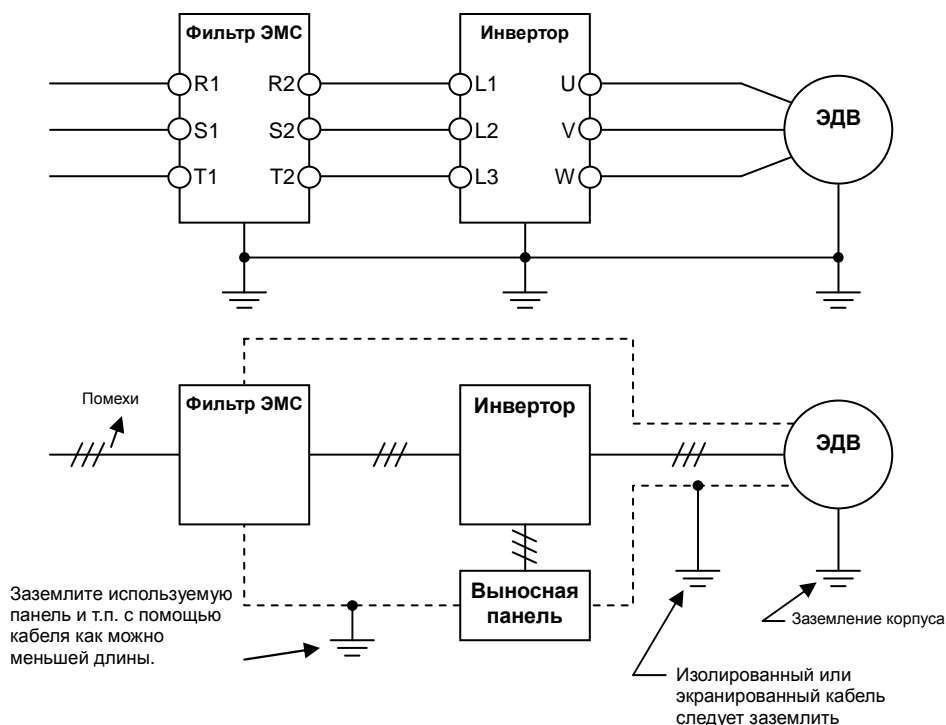 Фильтр ЭМС
Инвертор
R1
R2
L1
U
ЭДВ
S1
S2
L2
V
T1
T2
L3
W
Помехи
Фильтр ЭМС
Инвертор
ЭДВ
Заземлите используемую
панель и т.п. с помощью
кабеля как можно
меньшей длины.
Выносная
панель
Заземление корпуса
Изолированный или
экранированный кабель
следует заземлить